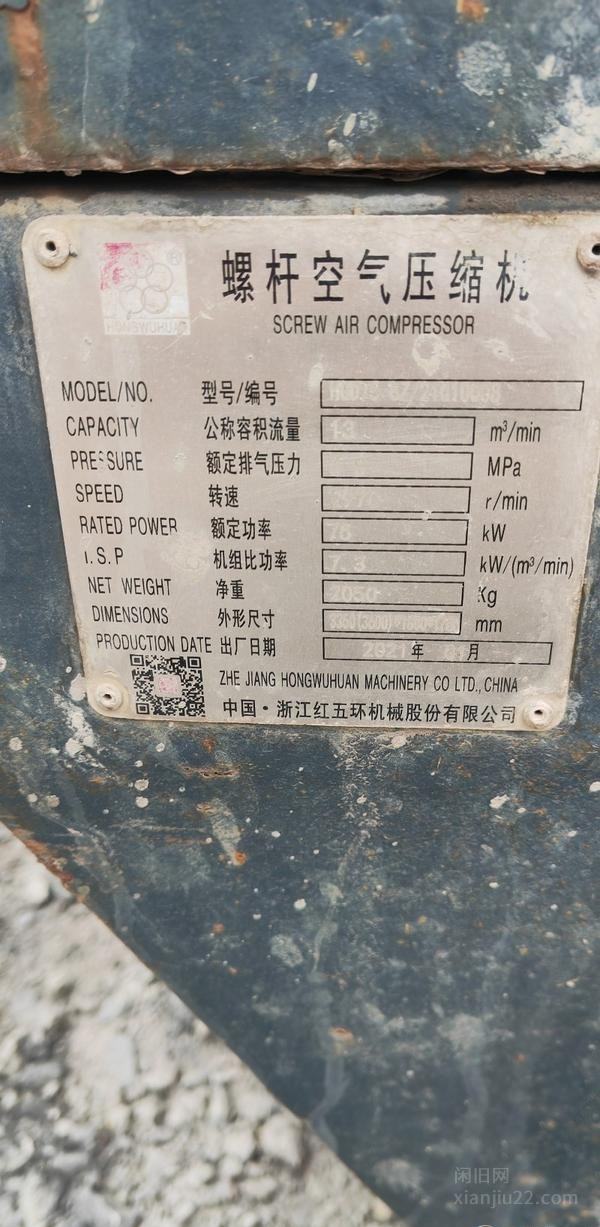 HONGWUHUAN ®
螺杆空气压缩机
SCREW AIR COMPRESSOR
MODEL/NO. 型号/编号
CAPACITY 公称容积流量 13 m³/min
PRESSURE 额定排气压力 MPa
SPEED 转速 r/min
RATED POWER 额定功率 kW
I.S.P 机组比功率 7.3 kW/(m³/min)
NET WEIGHT 净重 2050 Kg
DIMENSIONS 外形尺寸 mm
PRODUCTION DATE 出厂日期 2021 年 月
ZHE JIANG HONGWUHUAN MACHINERY CO LTD.,CHINA
中国·浙江红五环机械股份有限公司
闲旧网
xianjiu22.com